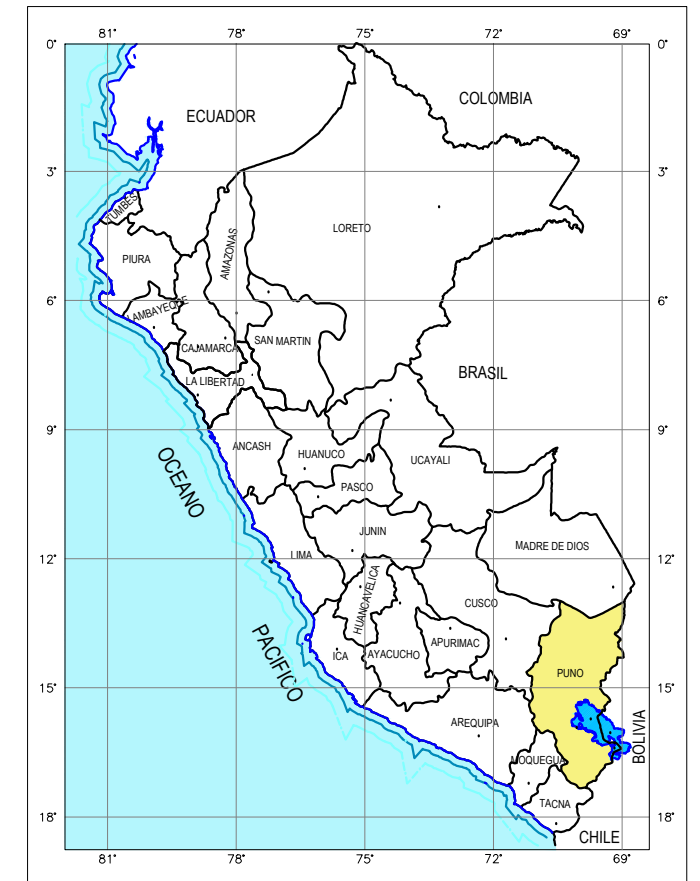 81° 78° 75° 72° 69°
0° 0°
COLOMBIA
ECUADOR
3° 3°
TUMBES
LORETO
AMAZONAS
PIURA
6° 6°
LAMBAYEQUE
CAJAMARCA
SAN MARTIN
BRASIL
LA LIBERTAD
9° 9°
ANCASH
HUANUCO
UCAYALI
OCEANO
PASCO
JUNIN
MADRE DE DIOS
LIMA
12° 12°
HUANCAVELICA
CUSCO
APURIMAC
ICA
AYACUCHO
PACIFICO
PUNO
15° 15°
AREQUIPA
BOLIVIA
MOQUEGUA
TACNA
18° 18°
CHILE
81° 78° 75° 72° 69°